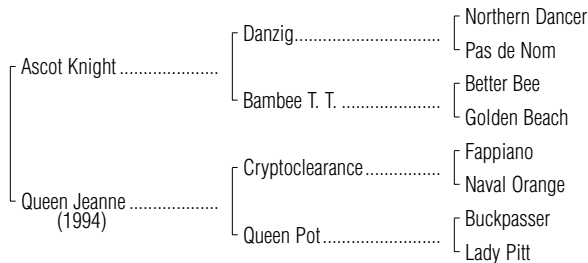 Northern Dancer
Danzig
Pas de Nom
Ascot Knight
Better Bee
Bambee T. T.
Golden Beach
Fappiano
Cryptoclearance
Naval Orange
Queen Jeanne
(1994)
Buckpasser
Queen Pot
Lady Pitt